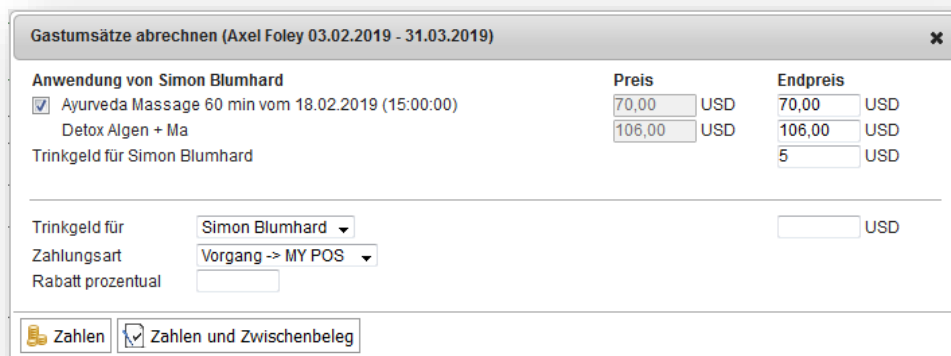 Gastumsätze abrechnen (Axel Foley 03.02.2019 - 31.03.2019)
Anwendung von Simon Blumhard Preis Endpreis
Ayurveda Massage 60 min vom 18.02.2019 (15:00:00) 70,00 USD 70,00 USD
Detox Algen + Ma 106,00 USD 106,00 USD
Trinkgeld für Simon Blumhard 5 USD
Trinkgeld für Simon Blumhard USD
Zahlungsart Vorgang -> MY POS
Rabatt prozentual
Zahlen Zahlen und Zwischenbeleg